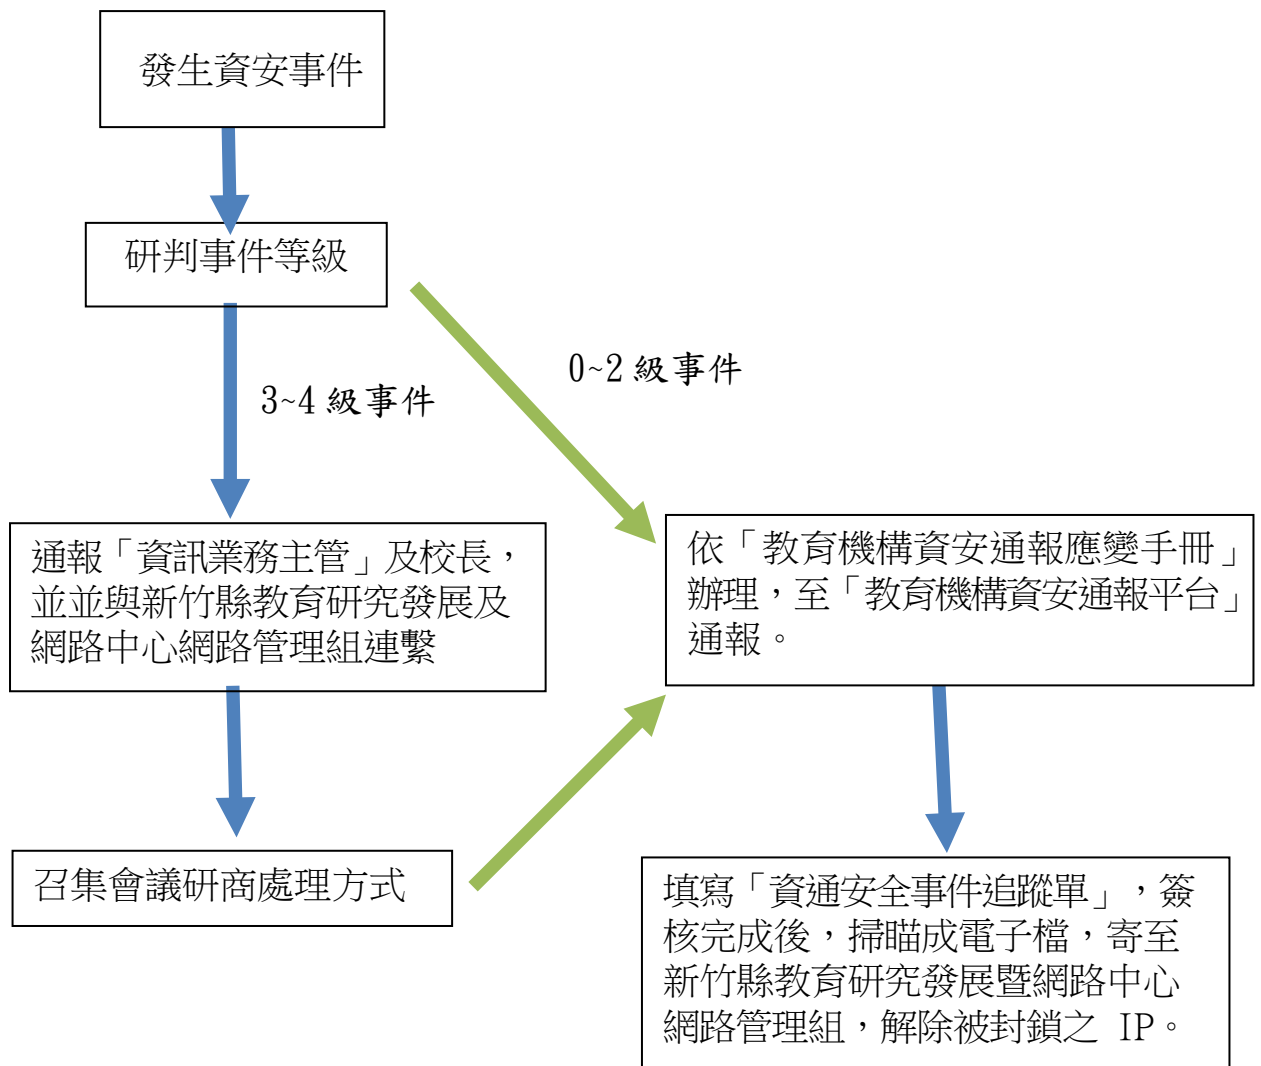 發生資安事件
研判事件等級
0~2 級事件
3~4 級事件
通報「資訊業務主管」及校長，
並並與新竹縣教育研究發展及
網路中心網路管理組連繫
依「教育機構資安通報應變手冊」
辦理，至「教育機構資安通報平台」
通報。
召集會議研商處理方式
填寫「資通安全事件追蹤單」，簽
核完成後，掃瞄成電子檔，寄至
新竹縣教育研究發展暨網路中心
網路管理組，解除被封鎖之 IP。